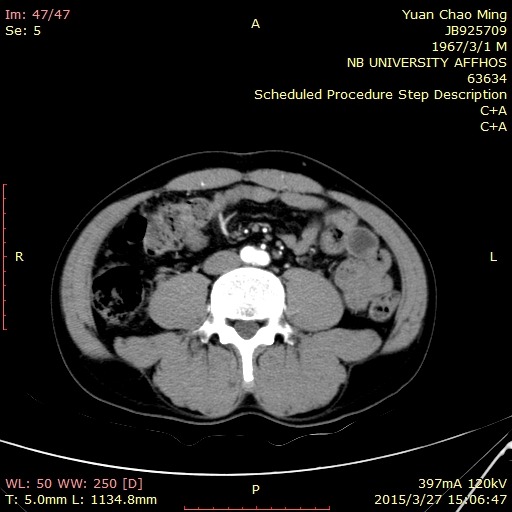 Im: 47/47
Se: 5
A
Yuan Chao Ming
JB925709
1967/3/1 M
NB UNIVERSITY AFFHOS
63634
Scheduled Procedure Step Description
C+A
C+A
R
L
WL: 50 WW: 250 [D]
T: 5.0mm L: 1134.8mm
P
397mA 120kV
2015/3/27 15:06:47